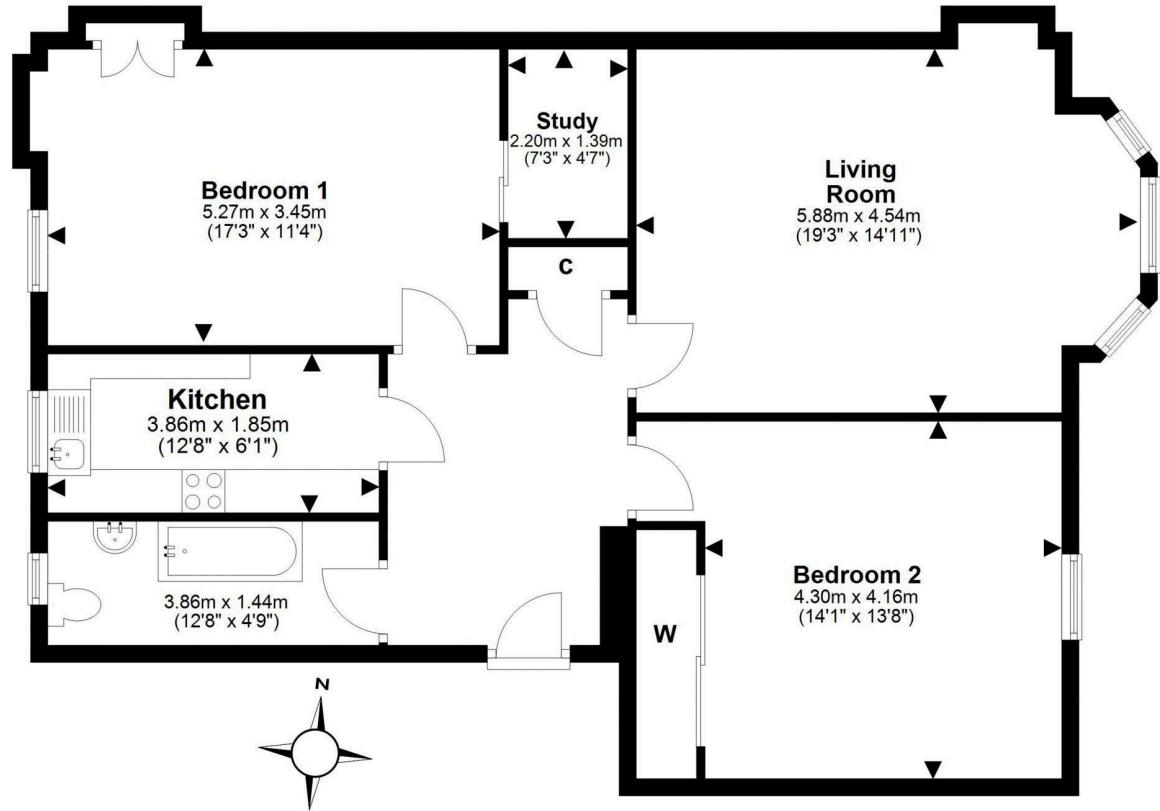 Bedroom 1
5.27m x 3.45m
(17'3" x 11'4")
Study
2.20m x 1.39m
(7'3" x 4'7")
C
Living
Room
5.88m x 4.54m
(19'3" x 14'11")
Kitchen
3.86m x 1.85m
(12'8" x 6'1")
3.86m x 1.44m
(12'8" x 4'9")
W
Bedroom 2
4.30m x 4.16m
(14'1" x 13'8")
N